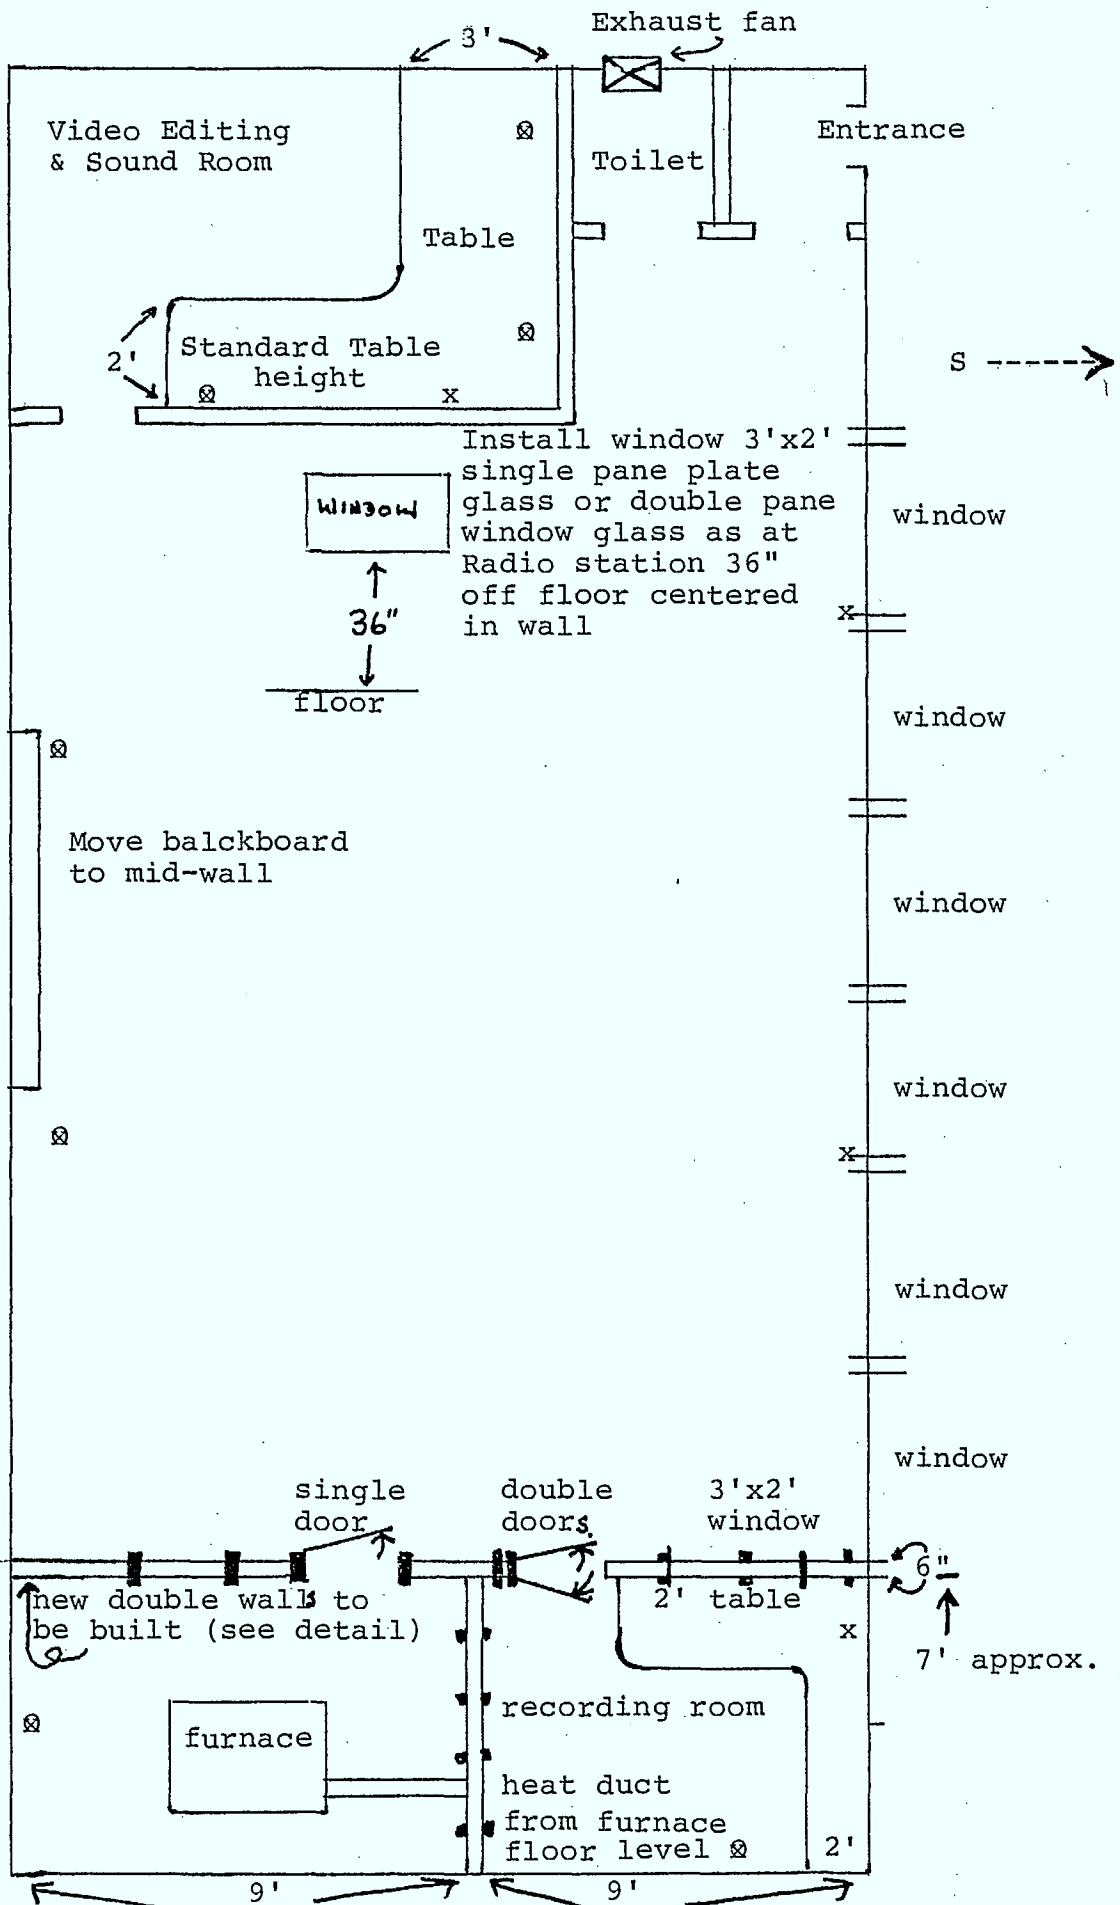 Exhaust fan
3'
Video Editing
& Sound Room
Entrance
Toilet
Table
Standard Table
height
2'
x
S
Install window 3'x2'
single pane plate
glass or double pane
window glass as at
Radio station 36"
off floor centered
in wall
WINDOW
36"
floor
window
x
window
Move balckboard
to mid-wall
window
window
x
window
window
single
door
double
doors.
3'x2'
window
6"
new double walls to
be built (see detail)
2' table
x
7' approx.
recording room
furnace
heat duct
from furnace
floor level
2'
9'
9'